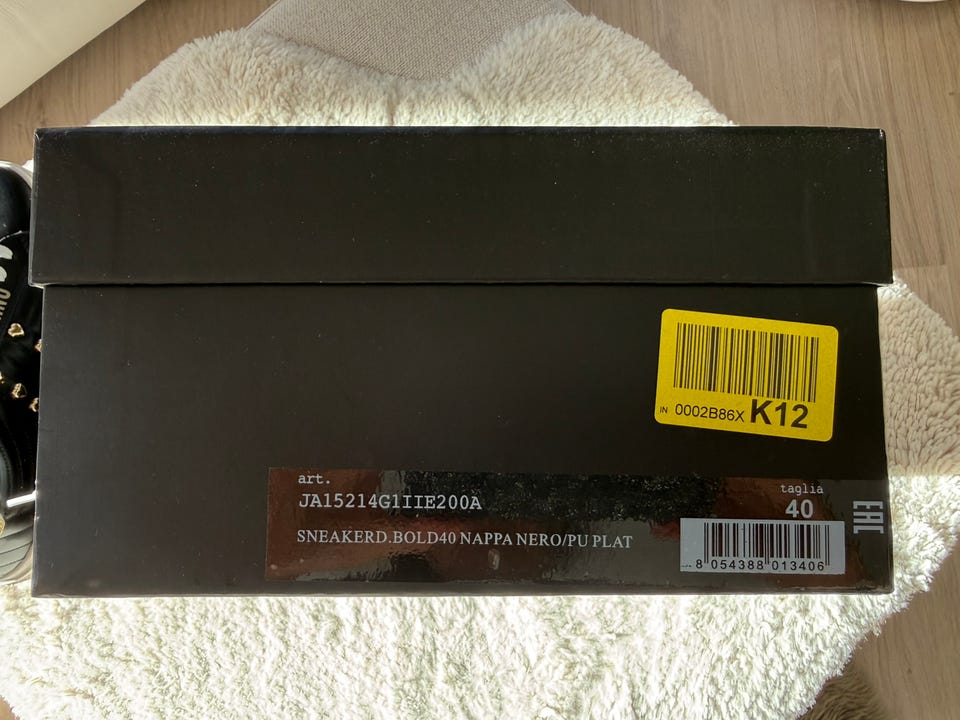 IN 0002B86X K12
art.
JA15214G1IIE200A
SNEAKERD.BOLD40 NAPPA NERO/PU PLAT
taglia
40
EAC
8 054388 013406